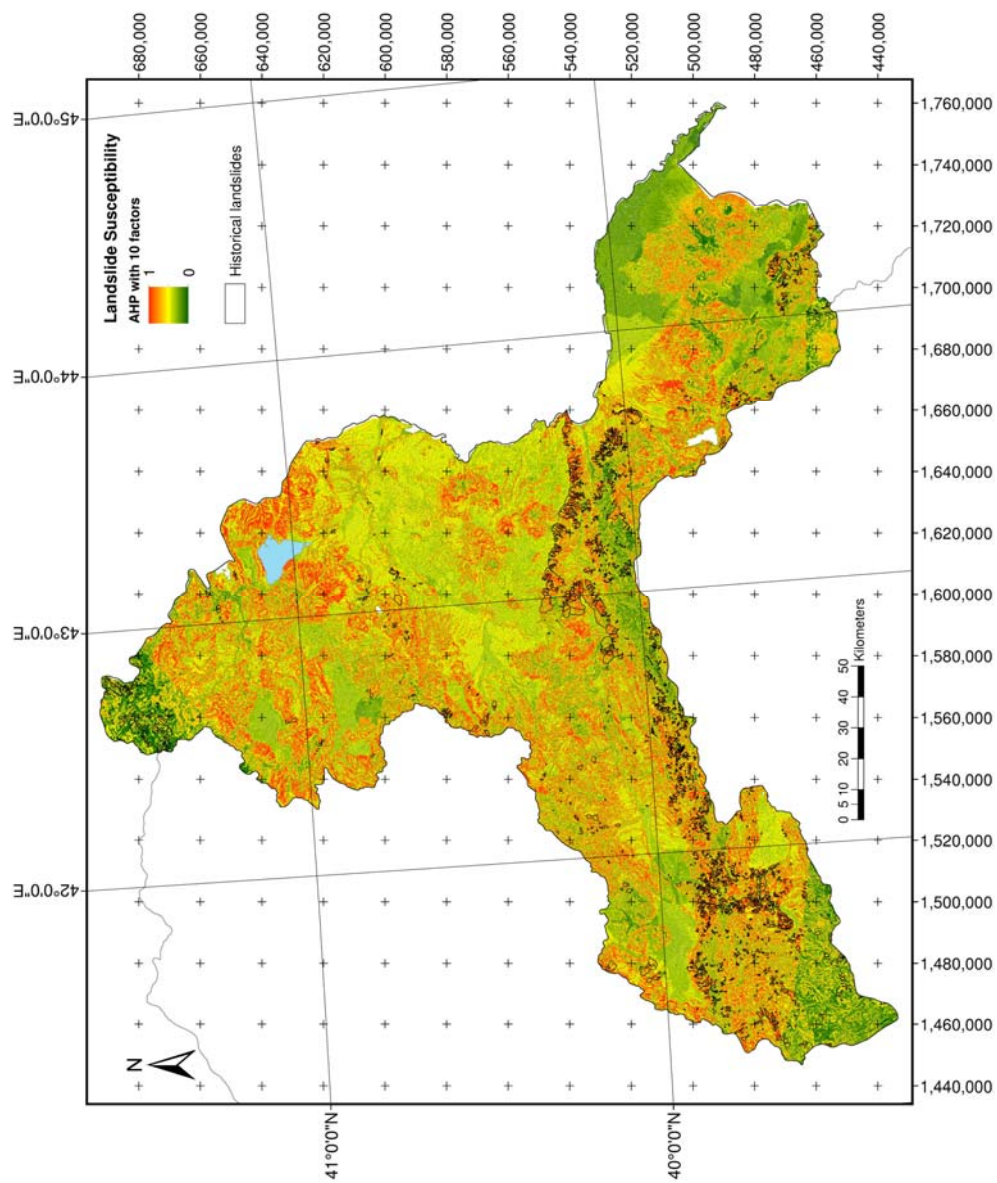 45°0'0"E
44°0'0"E
43°0'0"E
42°0'0"E
Landslide Susceptibility
AHP with 10 factors
1
0
Historical landslides
N
680,000
660,000
640,000
620,000
600,000
580,000
560,000
540,000
520,000
500,000
480,000
460,000
440,000
41°0'0"N
40°0'0"N
0 5 10 20 30 40 50
Kilometers
1,440,000
1,460,000
1,480,000
1,500,000
1,520,000
1,540,000
1,560,000
1,580,000
1,600,000
1,620,000
1,640,000
1,660,000
1,680,000
1,700,000
1,720,000
1,740,000
1,760,000